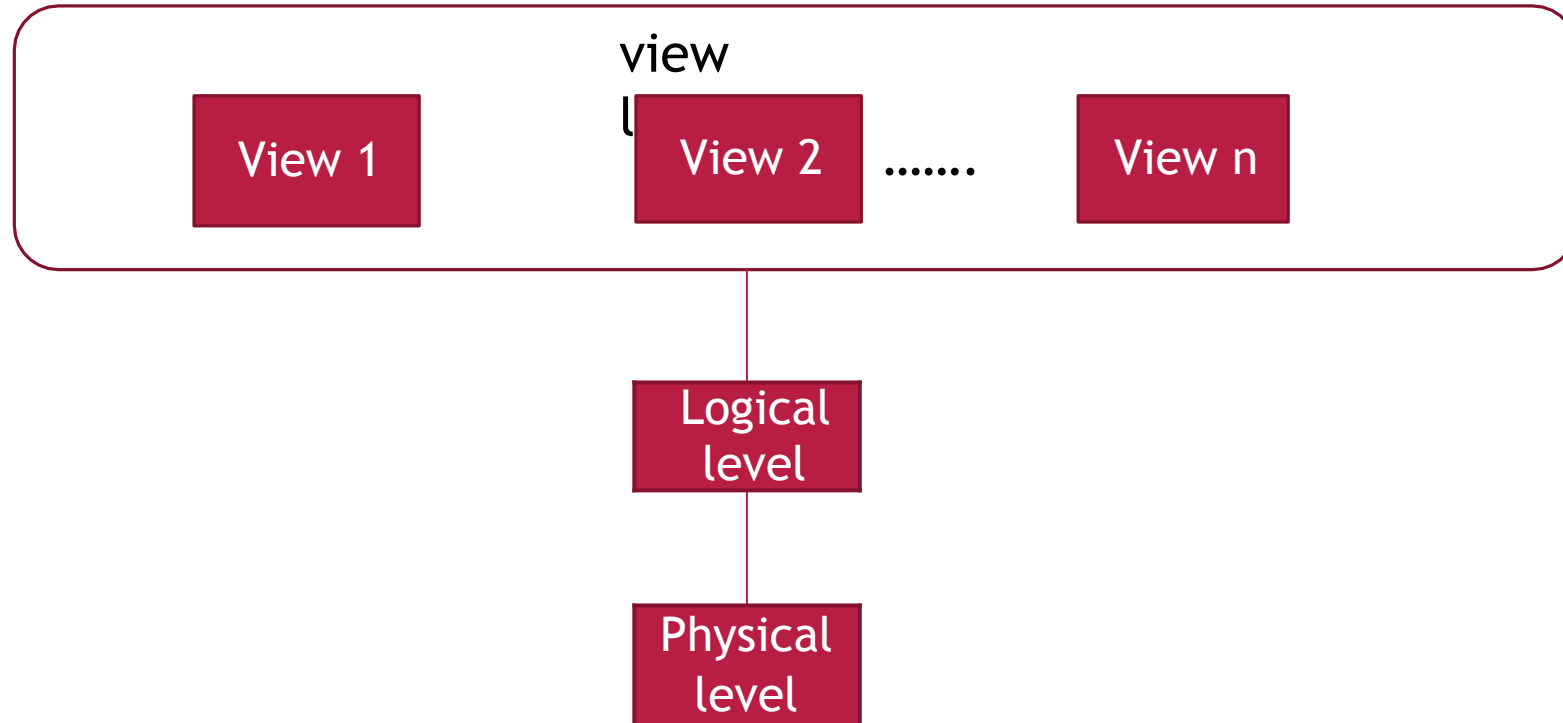 view
View 1
View 2
.......
View n
Logical
level
Physical
level